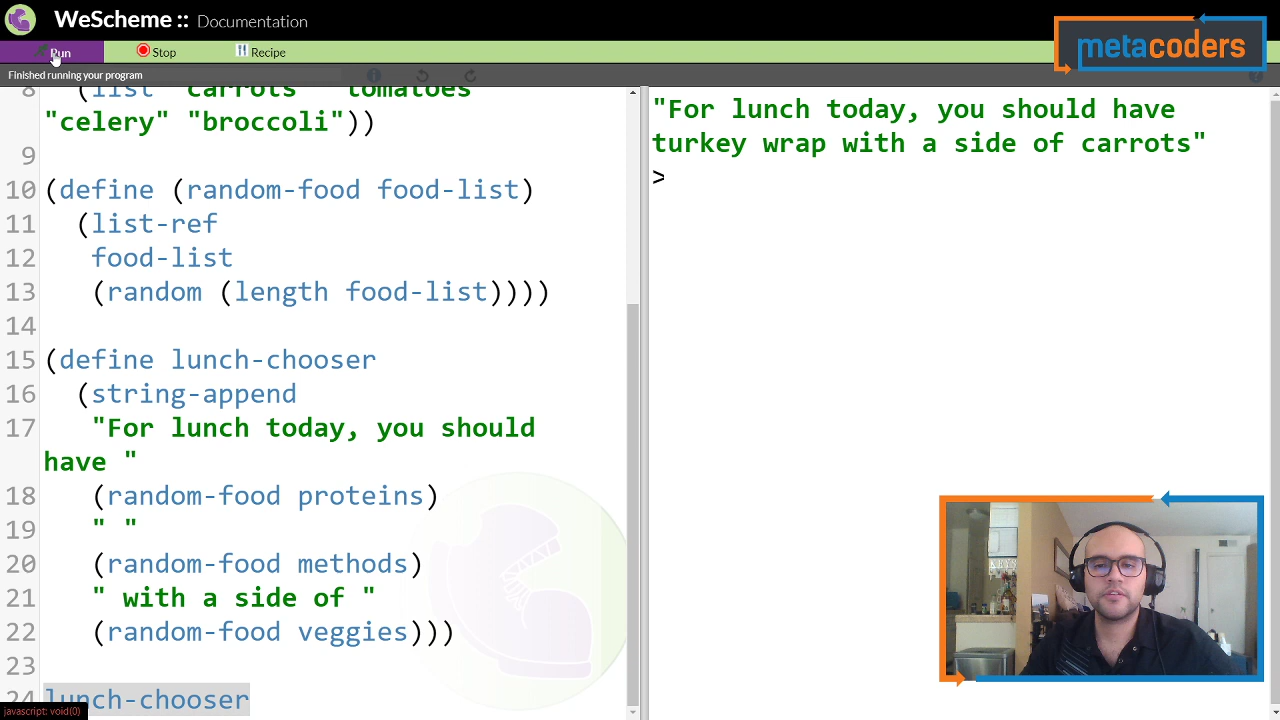 WeScheme :: Documentation
metacoders
Run Stop Recipe
Finished running your program
8 (list "carrots" "tomatoes"
"celery" "broccoli"))
9
10 (define (random-food food-list)
11 (list-ref
12 food-list
13 (random (length food-list))))
14
15 (define lunch-chooser
16 (string-append
17 "For lunch today, you should
have "
18 (random-food proteins)
19 " "
20 (random-food methods)
21 " with a side of "
22 (random-food veggies)))
23
24 lunch-chooser
javascript: void(0)
"For lunch today, you should have
turkey wrap with a side of carrots"
>